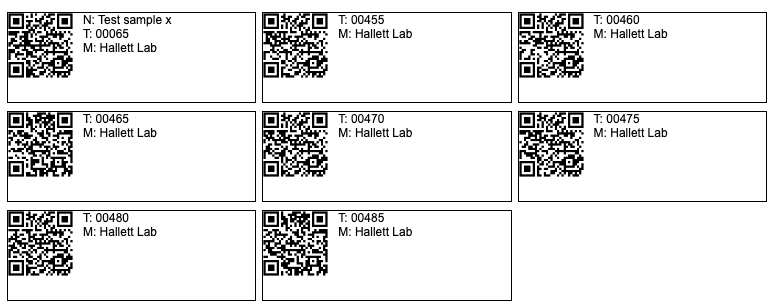 N: Test sample x
T: 00065
M: Hallett Lab
T: 00455
M: Hallett Lab
T: 00460
M: Hallett Lab
T: 00465
M: Hallett Lab
T: 00470
M: Hallett Lab
T: 00475
M: Hallett Lab
T: 00480
M: Hallett Lab
T: 00485
M: Hallett Lab